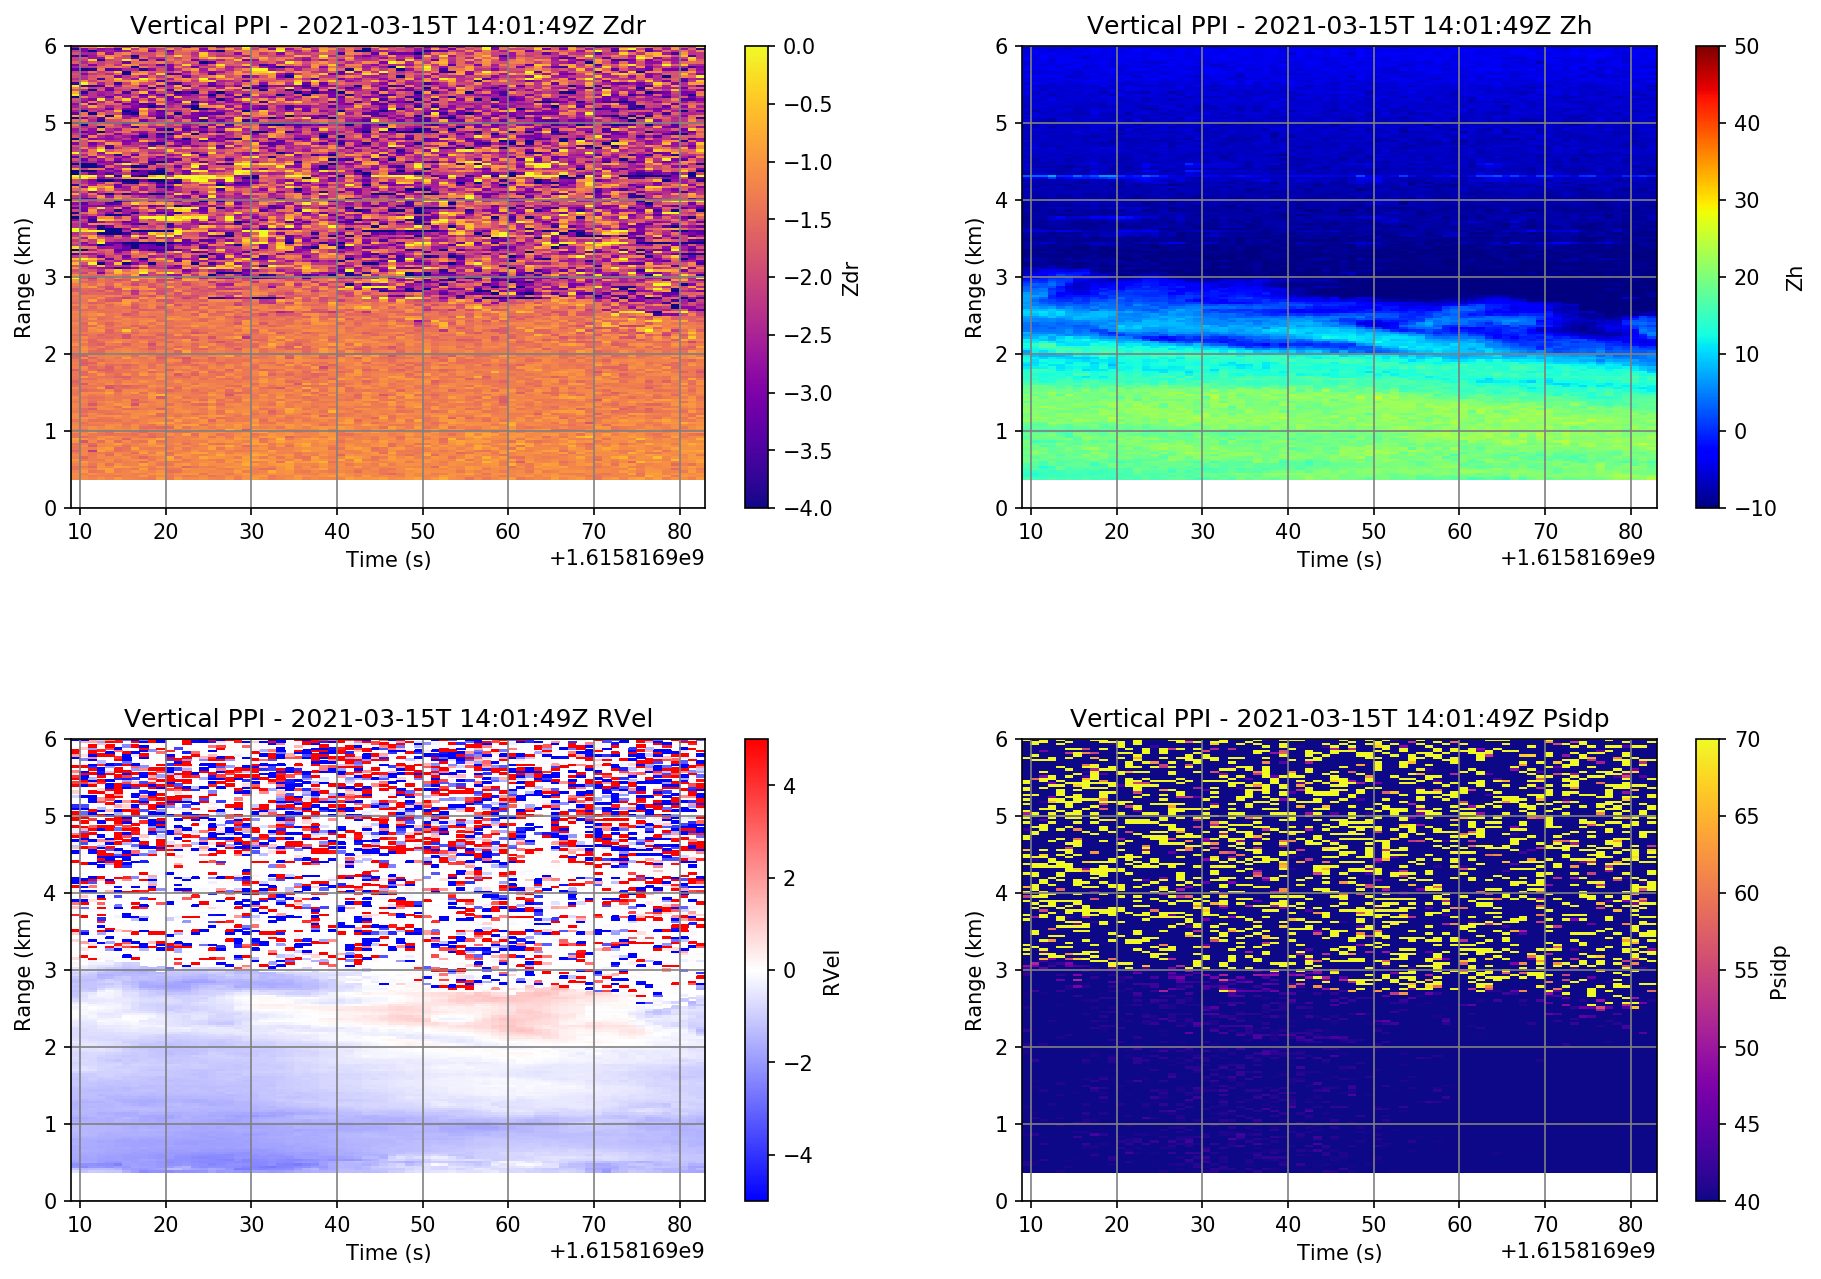 Vertical PPI - 2021-03-15T 14:01:49Z Zdr
6
5
4
3
2
1
0
Range (km)
10 20 30 40 50 60 70 80
Time (s)
+1.6158169e9
0.0
−0.5
−1.0
−1.5
−2.0
−2.5
−3.0
−3.5
−4.0
Zdr
Vertical PPI - 2021-03-15T 14:01:49Z Zh
6
5
4
3
2
1
0
Range (km)
10 20 30 40 50 60 70 80
Time (s)
+1.6158169e9
50
40
30
20
10
0
−10
Zh
Vertical PPI - 2021-03-15T 14:01:49Z RVel
6
5
4
3
2
1
0
Range (km)
10 20 30 40 50 60 70 80
Time (s)
+1.6158169e9
4
2
0
−2
−4
RVel
Vertical PPI - 2021-03-15T 14:01:49Z Psidp
6
5
4
3
2
1
0
Range (km)
10 20 30 40 50 60 70 80
Time (s)
+1.6158169e9
70
65
60
55
50
45
40
Psidp